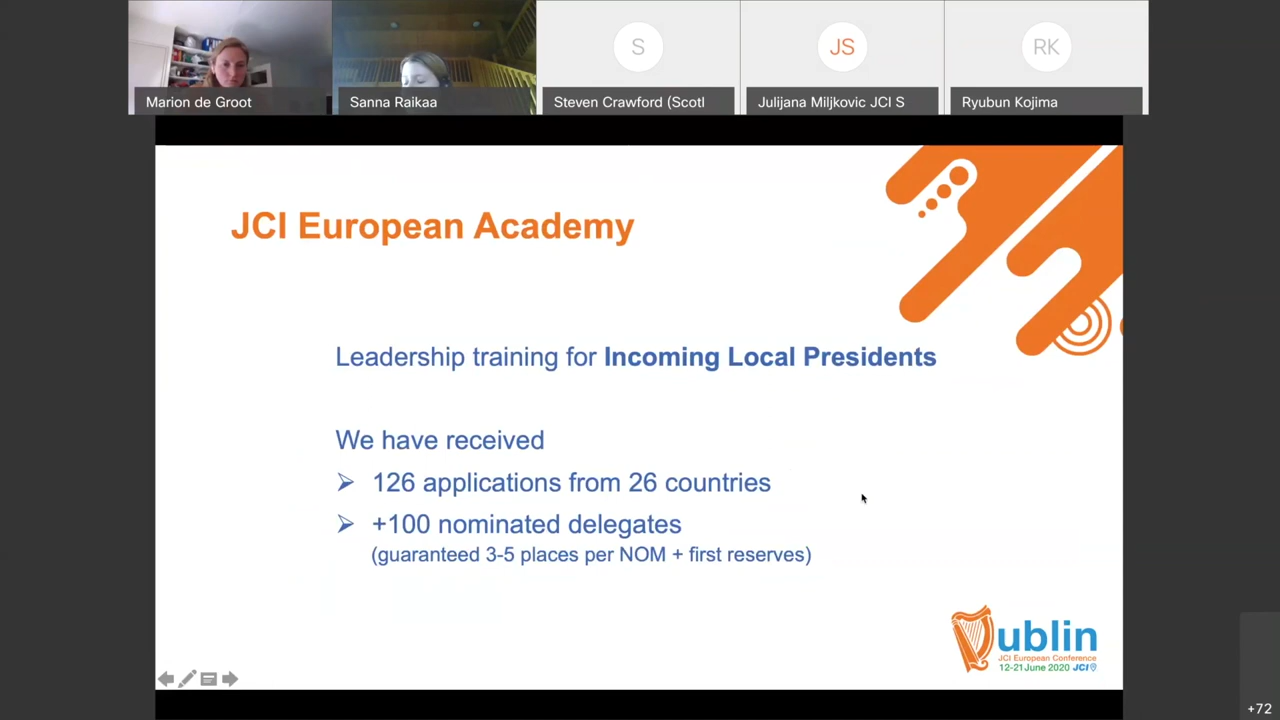 Marion de Groot
Sanna Raikaa
S
Steven Crawford (Scotl
JS
Julijana Miljkovic JCI S
RK
Ryubun Kojima
JCI European Academy
Leadership training for Incoming Local Presidents
We have received
126 applications from 26 countries
+100 nominated delegates
(guaranteed 3-5 places per NOM + first reserves)
ublin
JCI European Conference
12-21 June 2020 JCI
+72